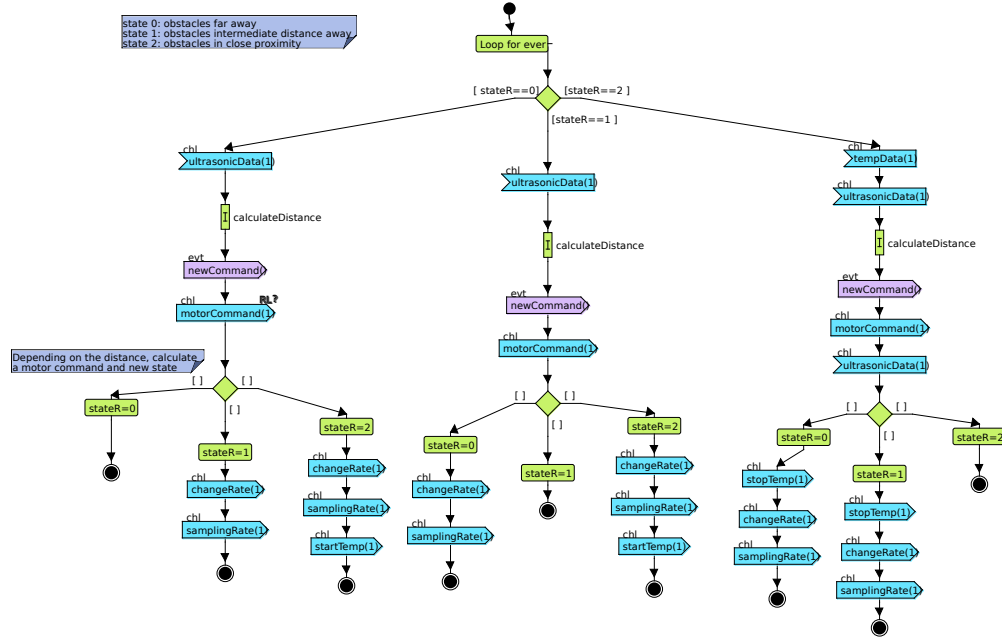 state 0: obstacles far away
state 1: obstacles intermediate distance away
state 2: obstacles in close proximity
Loop for ever
[ stateR==0]
[stateR==2 ]
[stateR==1 ]
chl
ultrasonicData(1)
calculateDistance
evt
newCommand()
chl
RL?
motorCommand(1)
Depending on the distance, calculate
a motor command and new state
[ ]
[ ]
[ ]
stateR=0
stateR=1
chl
changeRate(1)
chl
samplingRate(1)
stateR=2
chl
changeRate(1)
chl
samplingRate(1)
chl
startTemp(1)
chl
ultrasonicData(1)
calculateDistance
evt
newCommand()
chl
motorCommand(1)
[ ]
[ ]
[ ]
stateR=0
chl
changeRate(1)
chl
samplingRate(1)
stateR=1
stateR=2
chl
changeRate(1)
chl
samplingRate(1)
chl
startTemp(1)
chl
tempData(1)
chl
ultrasonicData(1)
calculateDistance
evt
newCommand()
chl
motorCommand(1)
chl
ultrasonicData(1)
[ ]
[ ]
[ ]
stateR=0
chl
stopTemp(1)
chl
changeRate(1)
chl
samplingRate(1)
stateR=1
chl
stopTemp(1)
chl
changeRate(1)
chl
samplingRate(1)
stateR=2